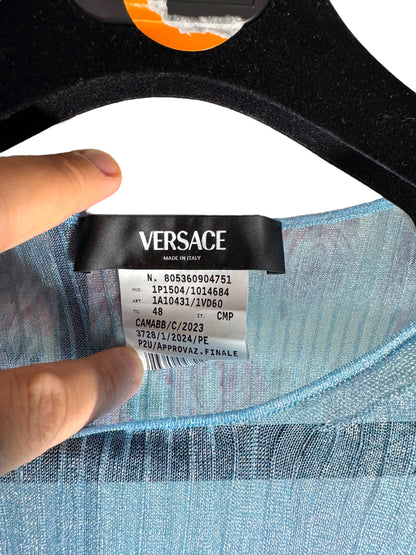 VERSACE
MADE IN ITALY
N. 805360904751
MOD. 1P1504/1014684
ART. 1A10431/1VD60
TG. 48 ST. CMP
CAMABB/C/2023
3728/1/2024/PE
P2U/APPROVAZ.FINALE